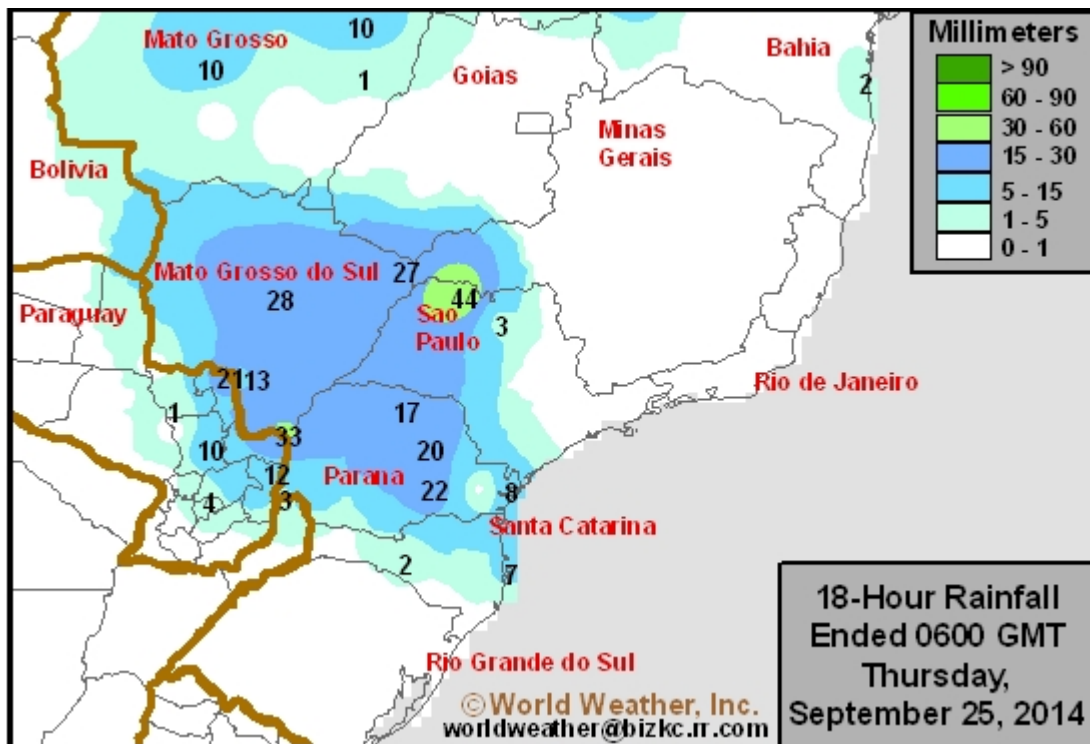 Mato Grosso
10
10
1
Goias
Bahia
2
Minas
Gerais
Bolivia
Mato Grosso do Sul
27
28
44
Sao
Paulo
3
Paraguay
2113
Rio de Janeiro
1
17
33
10
20
12
Parana
22
8
4
3
Santa Catarina
2
7
Rio Grande do Sul
©World Weather, Inc.
worldweather@bizkc.rr.com
Millimeters
> 90
60 - 90
30 - 60
15 - 30
5 - 15
1 - 5
0 - 1
18-Hour Rainfall
Ended 0600 GMT
Thursday,
September 25, 2014